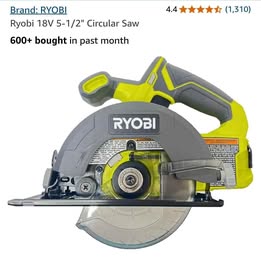 Brand: RYOBI
4.4 (1,310)
Ryobi 18V 5-1/2" Circular Saw
600+ bought in past month
RYOBI